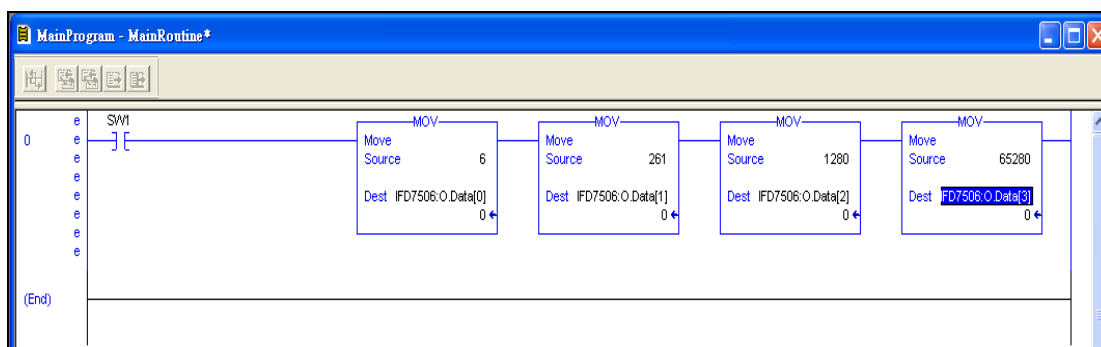 MainProgram - MainRoutine*
e SW1
0 e
e
e
e
e
e
e
MOV MOV MOV MOV
Move Move Move Move
Source 6 Source 261 Source 1280 Source 65280
Dest IFD7506:O.Data[0] Dest IFD7506:O.Data[1] Dest IFD7506:O.Data[2] Dest IFD7506:O.Data[3]
0 0 0 0
(End)